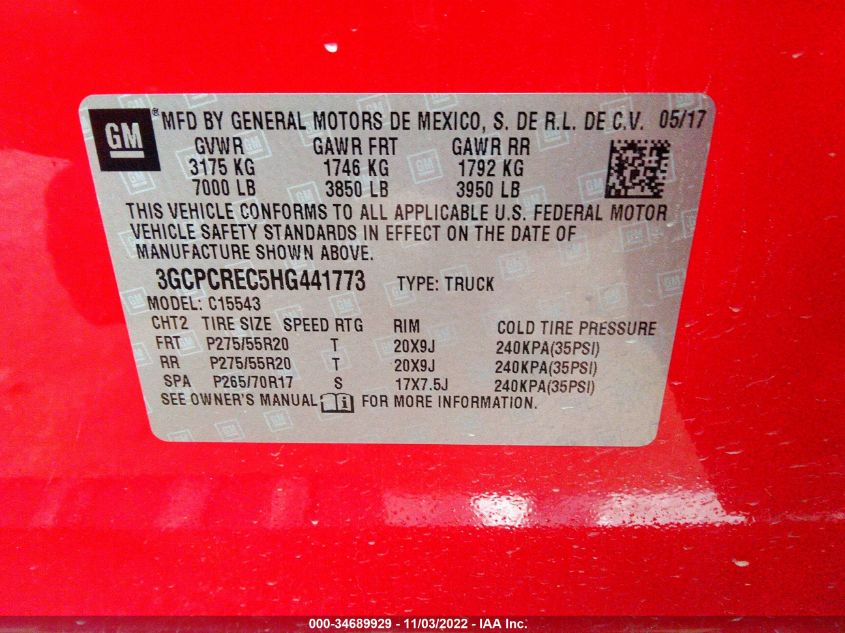 GM ® MFD BY GENERAL MOTORS DE MEXICO, S. DE R.L. DE C.V. 05/17
GVWR GAWR FRT GAWR RR
3175 KG 1746 KG 1792 KG
7000 LB 3850 LB 3950 LB
THIS VEHICLE CONFORMS TO ALL APPLICABLE U.S. FEDERAL MOTOR
VEHICLE SAFETY STANDARDS IN EFFECT ON THE DATE OF
MANUFACTURE SHOWN ABOVE.
3GCPCREC5HG441773 TYPE: TRUCK
MODEL: C15543
CHT2 TIRE SIZE SPEED RTG RIM COLD TIRE PRESSURE
FRT P275/55R20 T 20X9J 240KPA(35PSI)
RR P275/55R20 T 20X9J 240KPA(35PSI)
SPA P265/70R17 S 17X7.5J 240KPA(35PSI)
SEE OWNER'S MANUAL i FOR MORE INFORMATION.
000-34689929 - 11/03/2022 - IAA Inc.